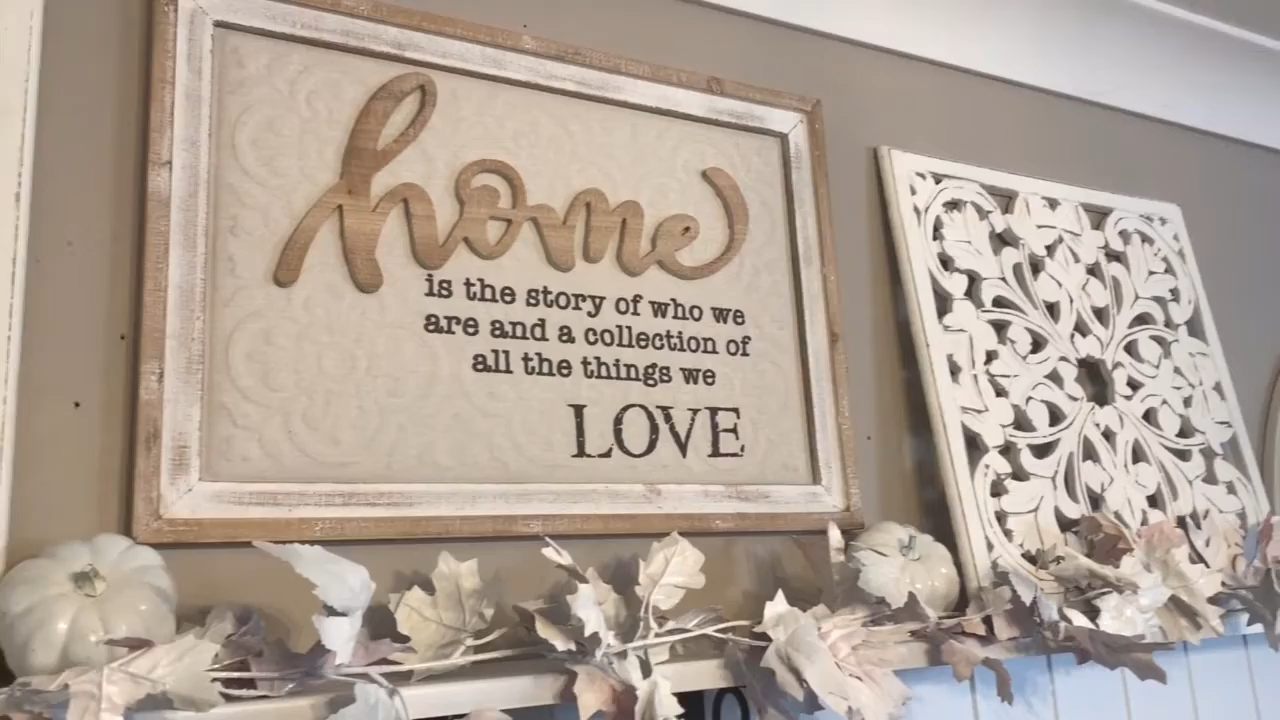 home
is the story of who we
are and a collection of
all the things we
LOVE